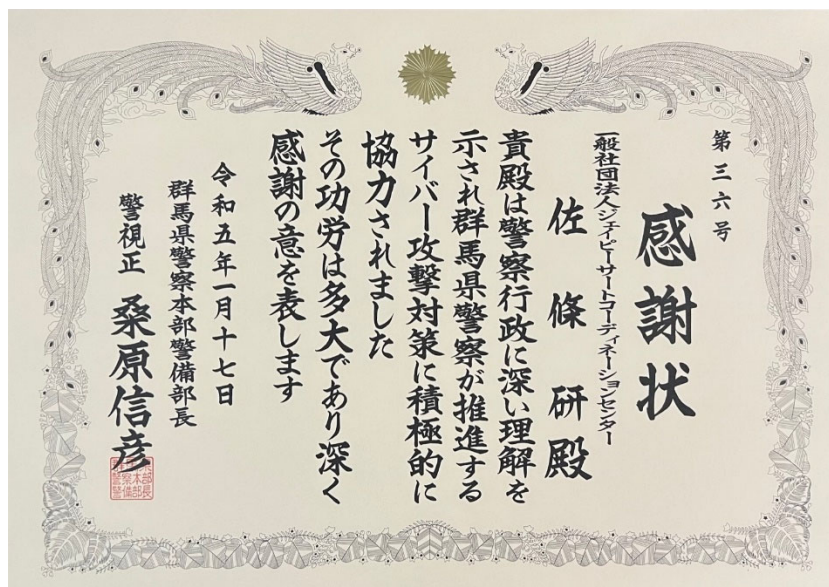 第三六号
感謝状
一般社団法人ジェイピーサートコーディネーションセンター
佐條研殿
貴殿は警察行政に深い理解を
示され群馬県警察が推進する
サイバー攻撃対策に積極的に
協力されました
その功労は多大であり深く
感謝の意を表します
令和五年一月十七日
群馬県警察本部警備部長
警視正 桑原信彦